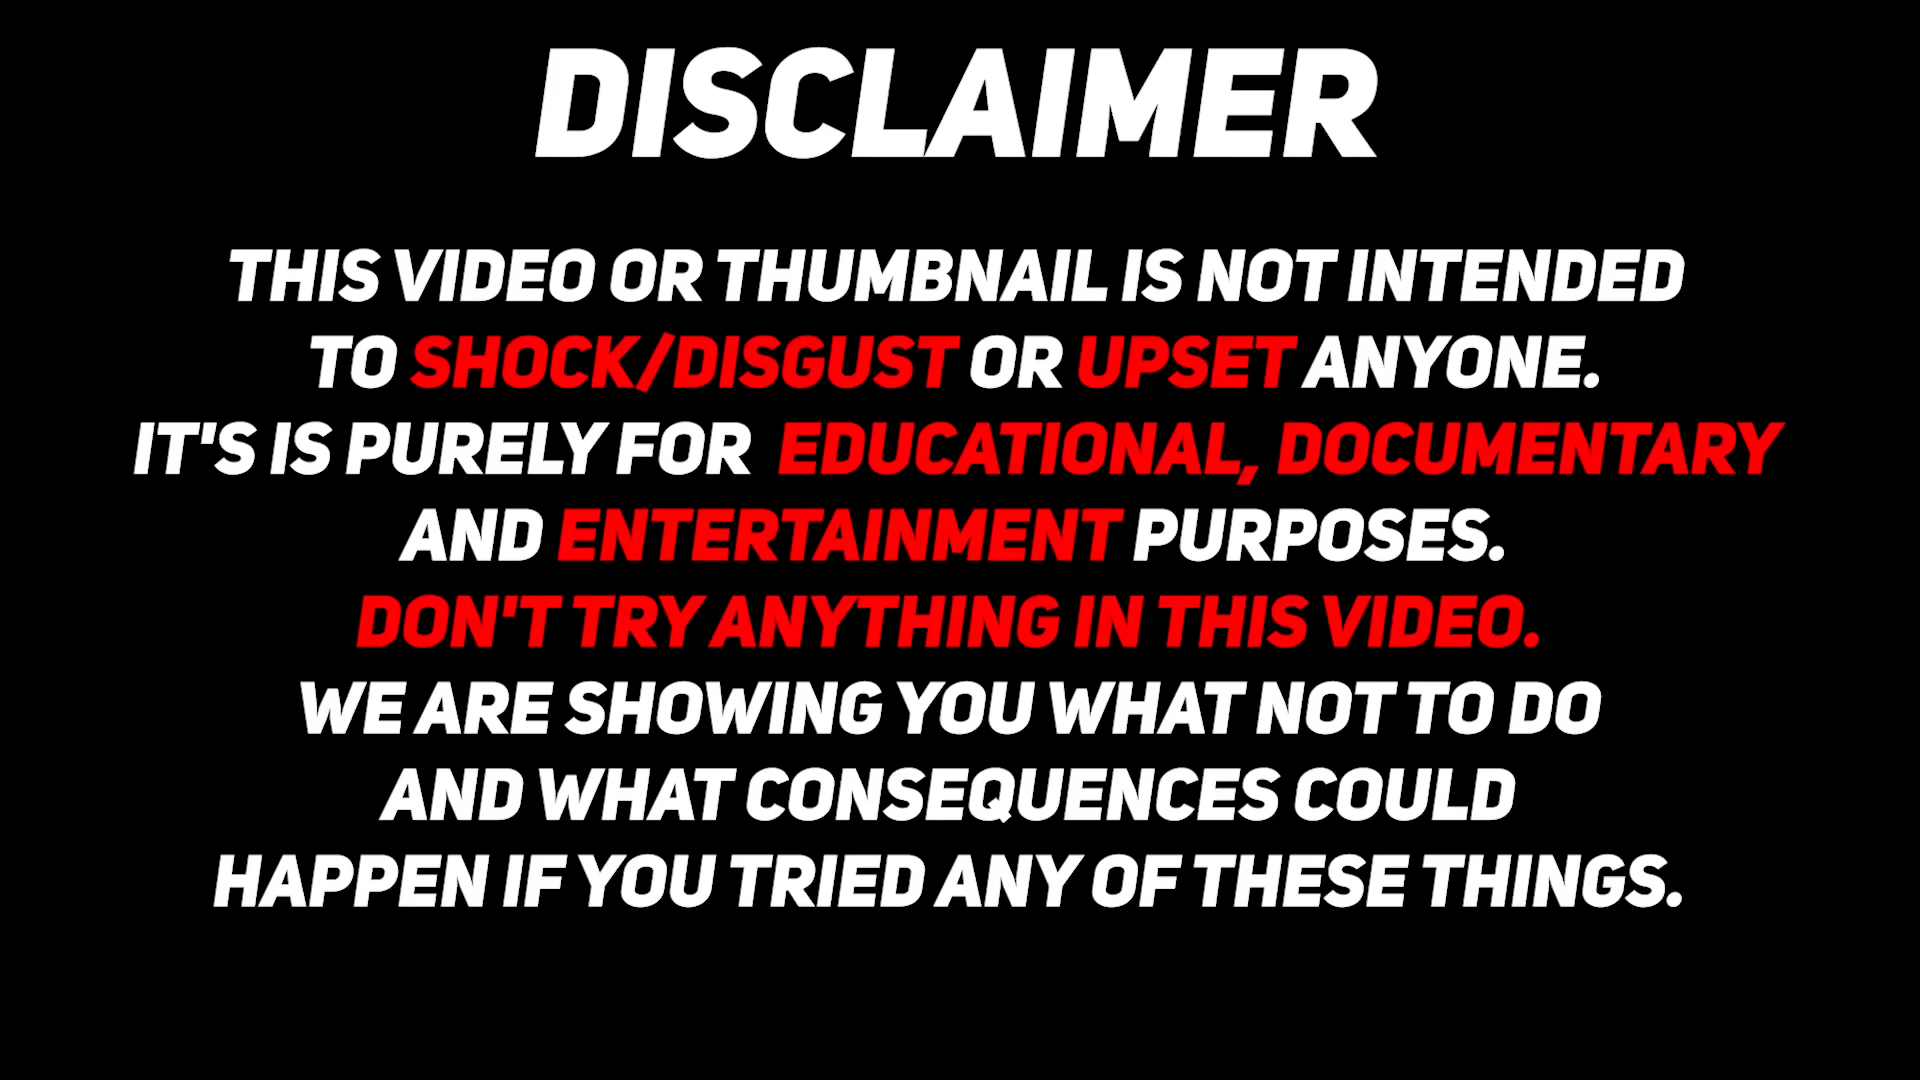 DISCLAIMER
THIS VIDEO OR THUMBNAIL IS NOT INTENDED
TO SHOCK/DISGUST OR UPSET ANYONE.
IT'S IS PURELY FOR EDUCATIONAL, DOCUMENTARY
AND ENTERTAINMENT PURPOSES.
DON'T TRY ANYTHING IN THIS VIDEO.
WE ARE SHOWING YOU WHAT NOT TO DO
AND WHAT CONSEQUENCES COULD
HAPPEN IF YOU TRIED ANY OF THESE THINGS.